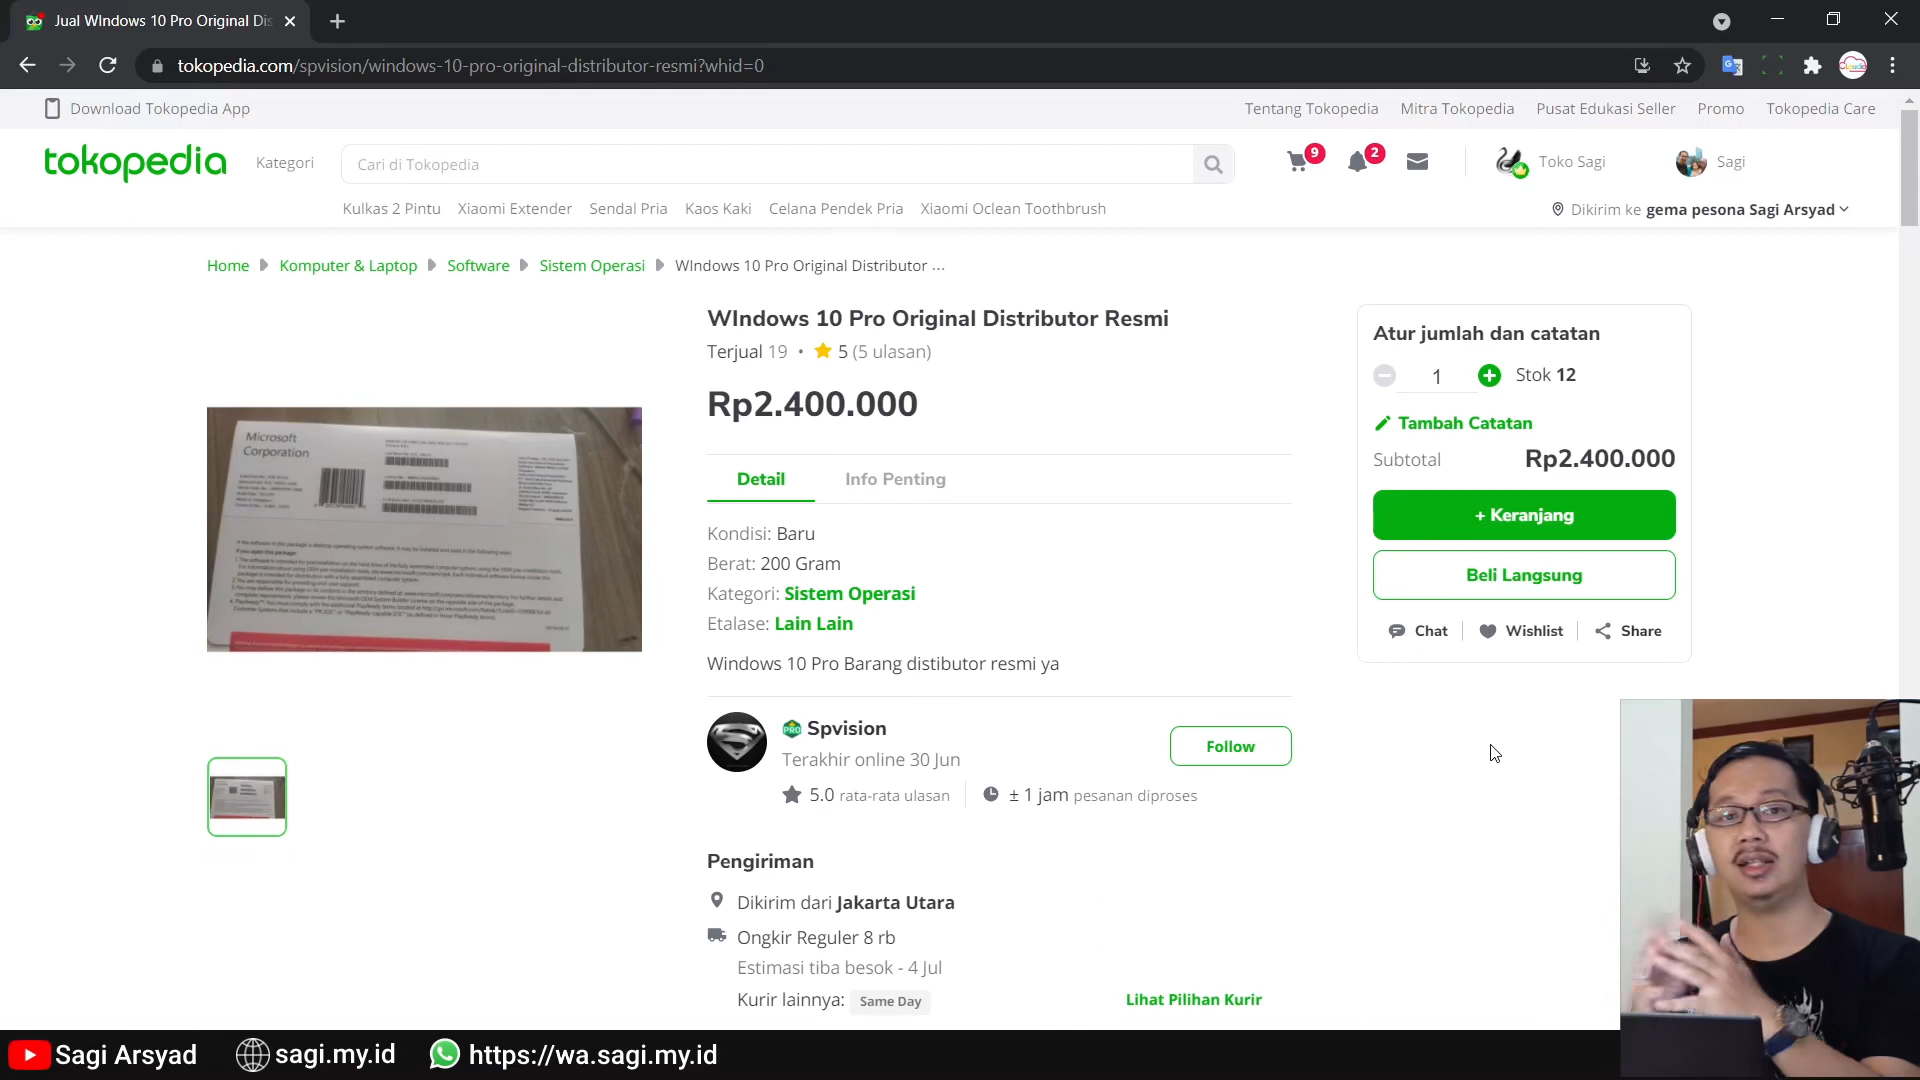 Jual WIndows 10 Pro Original Dis
tokopedia.com/spvision/windows-10-pro-original-distributor-resmi?whid=0
Download Tokopedia App
Tentang Tokopedia
Mitra Tokopedia
Pusat Edukasi Seller
Promo
Tokopedia Care
tokopedia
Kategori
Cari di Tokopedia
9
2
Toko Sagi
Sagi
Kulkas 2 Pintu
Xiaomi Extender
Sendal Pria
Kaos Kaki
Celana Pendek Pria
Xiaomi Oclean Toothbrush
Dikirim ke gema pesona Sagi Arsyad
Home
Komputer & Laptop
Software
Sistem Operasi
WIndows 10 Pro Original Distributor ...
WIndows 10 Pro Original Distributor Resmi
Terjual 19 • 5 (5 ulasan)
Rp2.400.000
Detail
Info Penting
Kondisi: Baru
Berat: 200 Gram
Kategori: Sistem Operasi
Etalase: Lain Lain
Windows 10 Pro Barang distibutor resmi ya
Microsoft
Corporation
Atur jumlah dan catatan
1
Stok 12
Tambah Catatan
Subtotal
Rp2.400.000
+ Keranjang
Beli Langsung
Chat
Wishlist
Share
PRO
Spvision
Terakhir online 30 Jun
Follow
5.0 rata-rata ulasan
± 1 jam pesanan diproses
Pengiriman
Dikirim dari Jakarta Utara
Ongkir Reguler 8 rb
Estimasi tiba besok - 4 Jul
Kurir lainnya: Same Day
Lihat Pilihan Kurir
Sagi Arsyad
sagi.my.id
https://wa.sagi.my.id